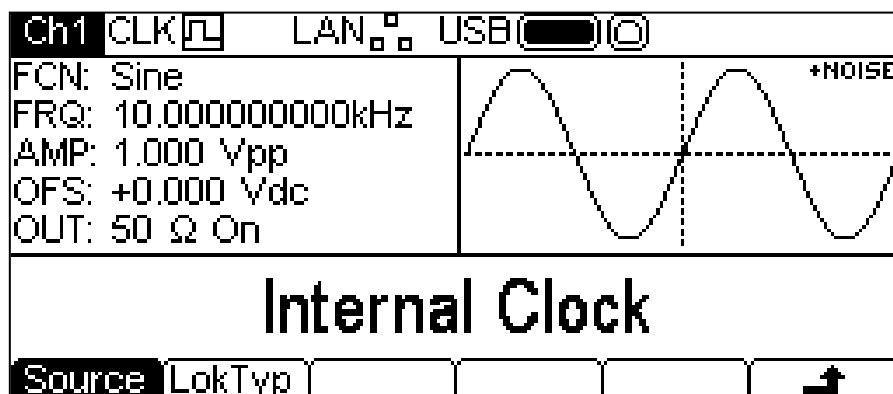 Ch1 CLK LAN USB
FCN: Sine
FRQ: 10.000000000kHz
AMP: 1.000 Vpp
OFS: +0.000 Vdc
OUT: 50 Ω On
+NOISE
Internal Clock
Source LokTyp